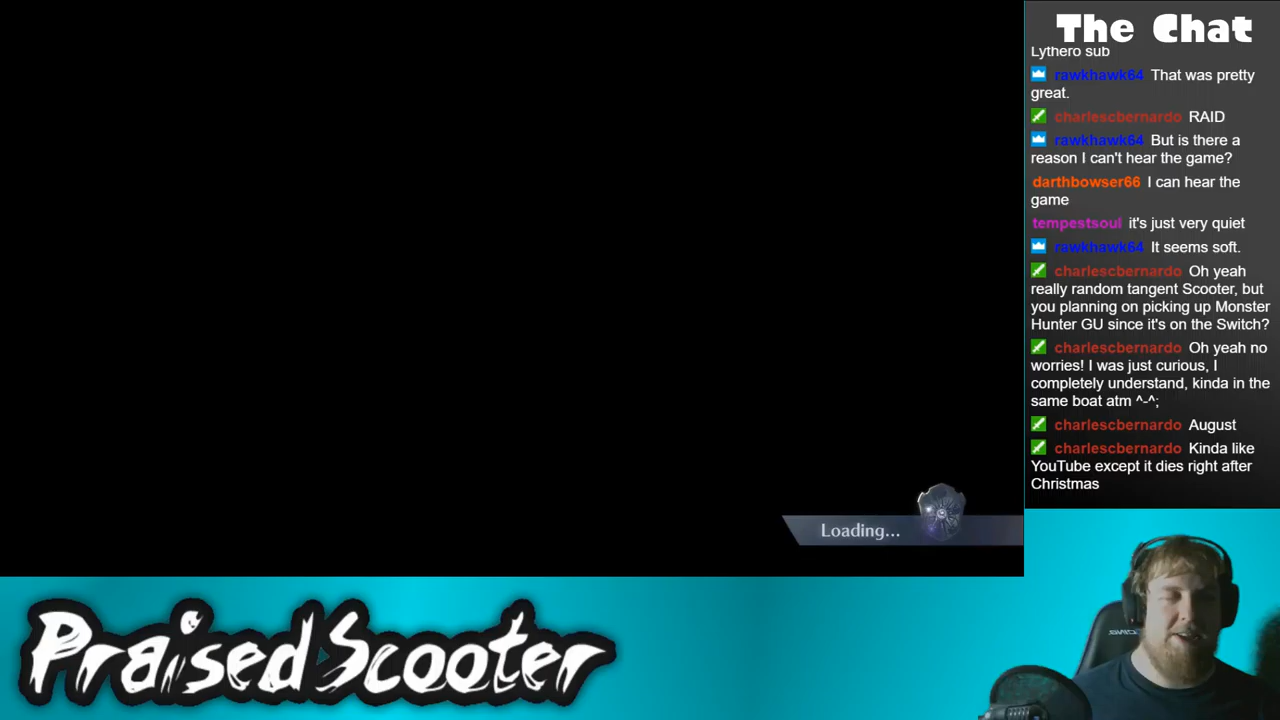 The Chat
Lythero sub
rawkhawk64 That was pretty
great.
charlescbernardo RAID
rawkhawk64 But is there a
reason I can't hear the game?
darthbowser66 I can hear the
game
tempestsoul it's just very quiet
rawkhawk64 It seems soft.
charlescbernardo Oh yeah
really random tangent Scooter, but
you planning on picking up Monster
Hunter GU since it's on the Switch?
charlescbernardo Oh yeah no
worries! I was just curious, I
completely understand, kinda in the
same boat atm ^-^;
charlescbernardo August
charlescbernardo Kinda like
YouTube except it dies right after
Christmas
Loading...
PraisedScooter